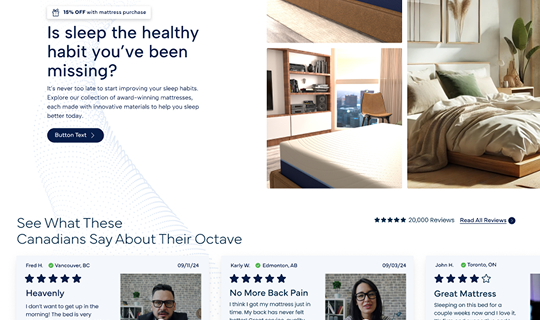 15% OFF with mattress purchase
Is sleep the healthy
habit you've been
missing?
It's never too late to start improving your sleep habits.
Explore our collection of award-winning mattresses,
each made with innovative materials to help you sleep
better today.
Button Text
See What These
Canadians Say About Their Octave
20,000 Reviews Read All Reviews
Fred H. Vancouver, BC 09/11/24
Heavenly
I don't want to get up in the
morning! The bed is very
Karly W. Edmonton, AB 09/03/24
No More Back Pain
I think I got my mattress just in
time. My back has never felt
John H. Toronto, ON
Great Mattress
Sleeping on this bed for a
couple weeks now and I love it.